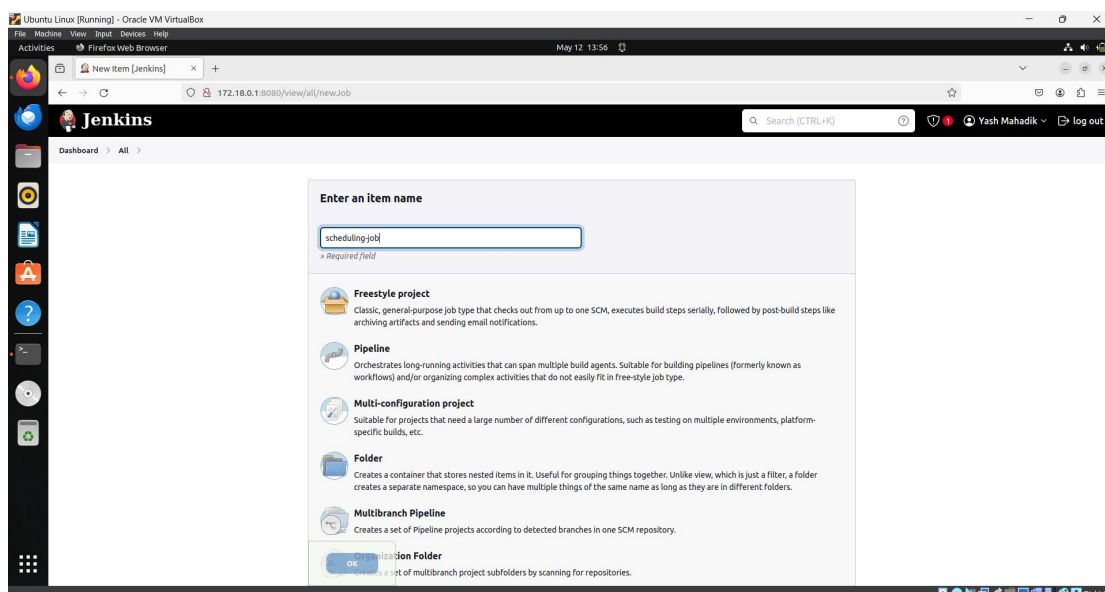 Ubuntu Linux [Running] - Oracle VM VirtualBox
File Machine View Input Devices Help
Activities Firefox Web Browser May 12 13:56
New Item [Jenkins]
172.18.0.1:8080/view/all/newJob
Jenkins Search (CTRL+K) 1 Yash Mahadik log out
Dashboard > All >
Enter an item name
scheduling-job
» Required field
Freestyle project
Classic, general-purpose job type that checks out from up to one SCM, executes build steps serially, followed by post-build steps like
archiving artifacts and sending email notifications.
Pipeline
Orchestrates long-running activities that can span multiple build agents. Suitable for building pipelines (formerly known as
workflows) and/or organizing complex activities that do not easily fit in free-style job type.
Multi-configuration project
Suitable for projects that need a large number of different configurations, such as testing on multiple environments, platform-
specific builds, etc.
Folder
Creates a container that stores nested items in it. Useful for grouping things together. Unlike view, which is just a filter, a folder
creates a separate namespace, so you can have multiple things of the same name as long as they are in different folders.
Multibranch Pipeline
Creates a set of Pipeline projects according to detected branches in one SCM repository.
Organization Folder
OK
Creates a set of multibranch project subfolders by scanning for repositories.